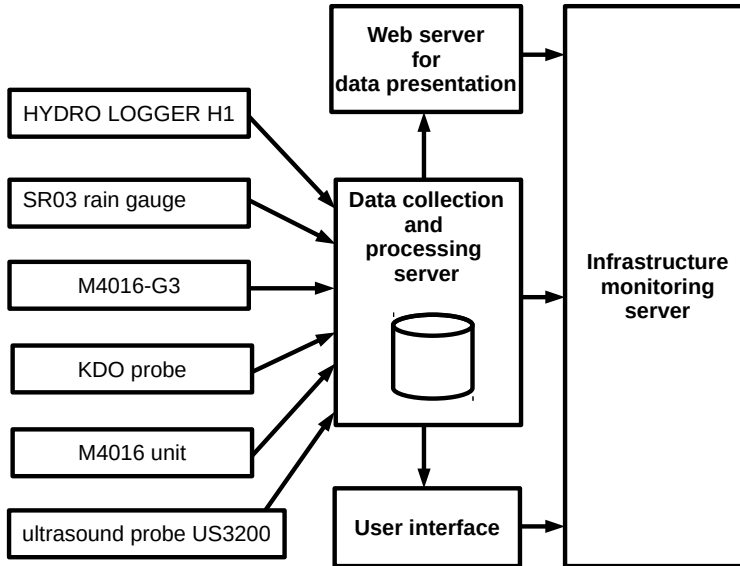 Web server
for
data presentation
HYDRO LOGGER H1
SR03 rain gauge
M4016-G3
KDO probe
M4016 unit
ultrasound probe US3200
Data collection
and
processing
server
User interface
Infrastructure
monitoring
server